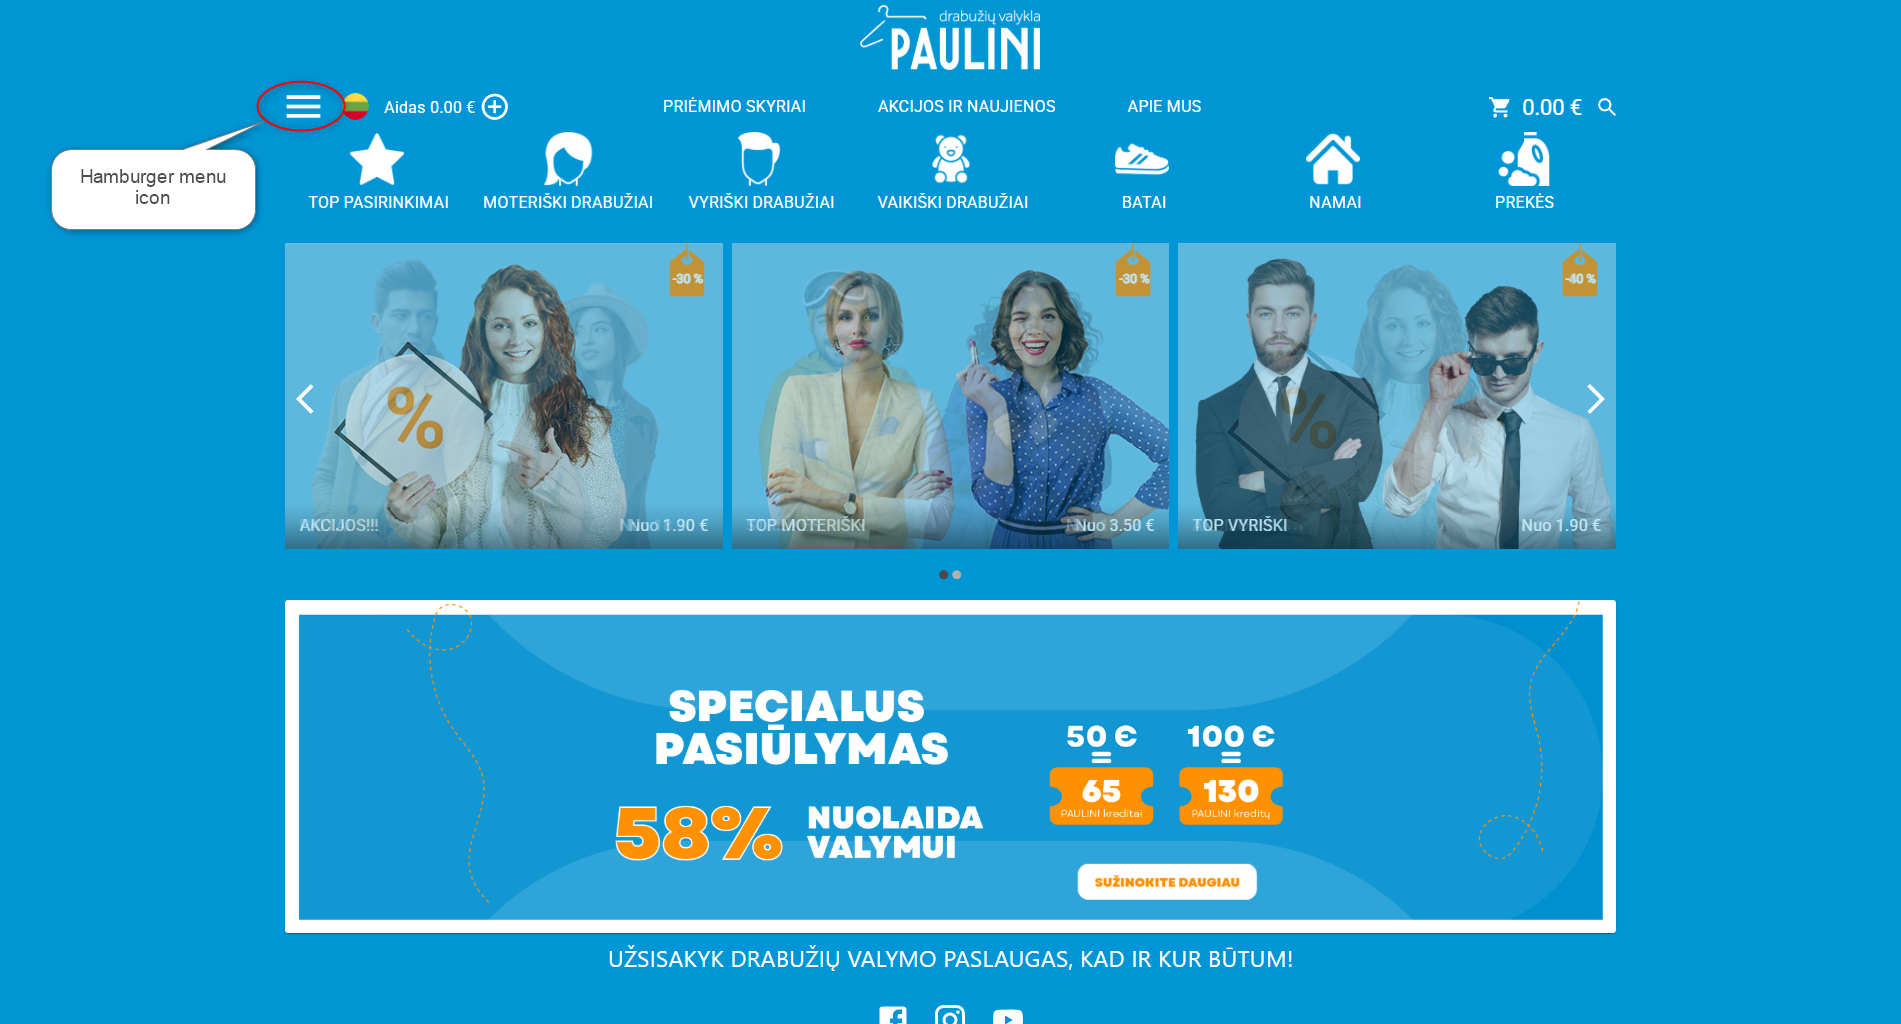 drabužių valykla
PAULINI
Aidas 0.00 €
PRIĖMIMO SKYRIAI
AKCIJOS IR NAUJIENOS
APIE MUS
0.00 €
Hamburger menu
icon
TOP PASIRINKIMAI
MOTERIŠKI DRABUŽIAI
VYRIŠKI DRABUŽIAI
VAIKIŠKI DRABUŽIAI
BATAI
NAMAI
PREKĖS
-30 %
-30 %
-40 %
%
%
AKCIJOS!!!
Nuo 1.90 €
TOP MOTERIŠKI
Nuo 3.50 €
TOP VYRIŠKI
Nuo 1.90 €
SPECIALUS
PASIŪLYMAS
58%
NUOLAIDA
VALYMUI
50 €
=
65
PAULINI kreditai
100 €
=
130
PAULINI kreditų
SUŽINOKITE DAUGIAU
UŽSISAKYK DRABUŽIŲ VALYMO PASLAUGAS, KAD IR KUR BŪTUM!